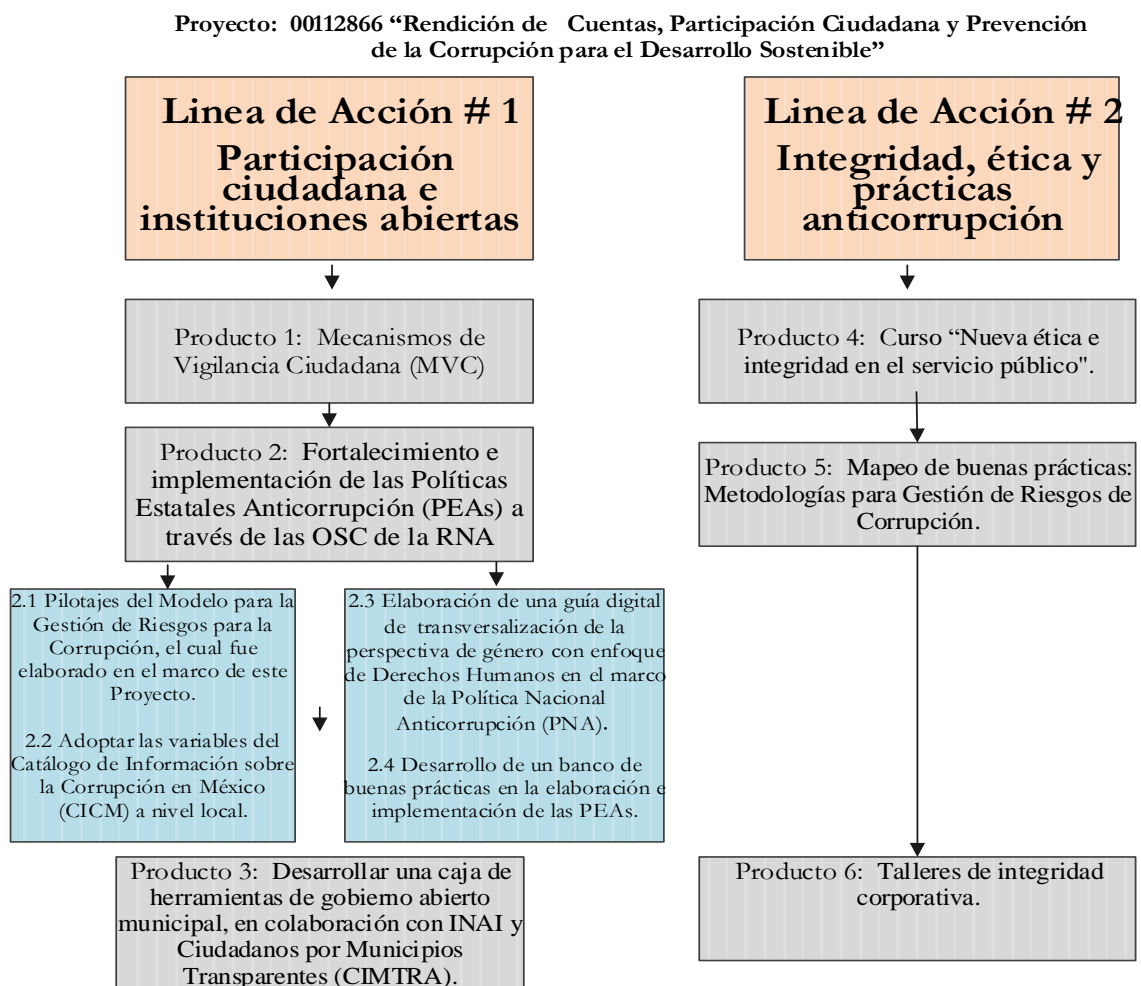 Proyecto: 00112866 “Rendición de Cuentas, Participación Ciudadana y Prevención
de la Corrupción para el Desarrollo Sostenible”
Linea de Acción # 1
Participación
ciudadana e
instituciones abiertas
Producto 1: Mecanismos de
Vigilancia Ciudadana (MVC)
Producto 2: Fortalecimiento e
implementación de las Políticas
Estatales Anticorrupción (PEAs) a
través de las OSC de la RNA
2.1 Pilotajes del Modelo para la
Gestión de Riesgos para la
Corrupción, el cual fue
elaborado en el marco de este
Proyecto.
2.2 Adoptar las variables del
Catálogo de Información sobre
la Corrupción en México
(CICM) a nivel local.
2.3 Elaboración de una guía digital
de transversalización de la
perspectiva de género con enfoque
de Derechos Humanos en el marco
de la Política Nacional
Anticorrupción (PNA).
2.4 Desarrollo de un banco de
buenas prácticas en la elaboración e
implementación de las PEAs.
Producto 3: Desarrollar una caja de
herramientas de gobierno abierto
municipal, en colaboración con INAI y
Ciudadanos por Municipios
Transparentes (CIMTRA).
Linea de Acción # 2
Integridad, ética y
prácticas
anticorrupción
Producto 4: Curso “Nueva ética e
integridad en el servicio público".
Producto 5: Mapeo de buenas prácticas:
Metodologías para Gestión de Riesgos de
Corrupción.
Producto 6: Talleres de integridad
corporativa.